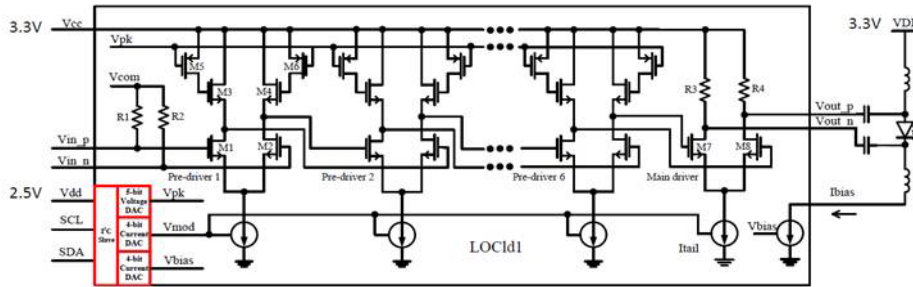 3.3V
Vcc
3.3V
VDD
Vpk
M5
M6
M3
M4
R3
R4
Vcom
R1
R2
Vout_p
Vout_n
Vin_p
M1
M2
M7
M8
Vin_n
Pre-driver 1
Pre-driver 2
Pre-driver 6
Main driver
2.5V
Vdd
5-bit
Voltage
DAC
Vpk
Ibias
SCL
I²C
Slave
4-bit
Current
DAC
Vmod
LOCld1
Itail
Vbias
SDA
4-bit
Current
DAC
Vbias